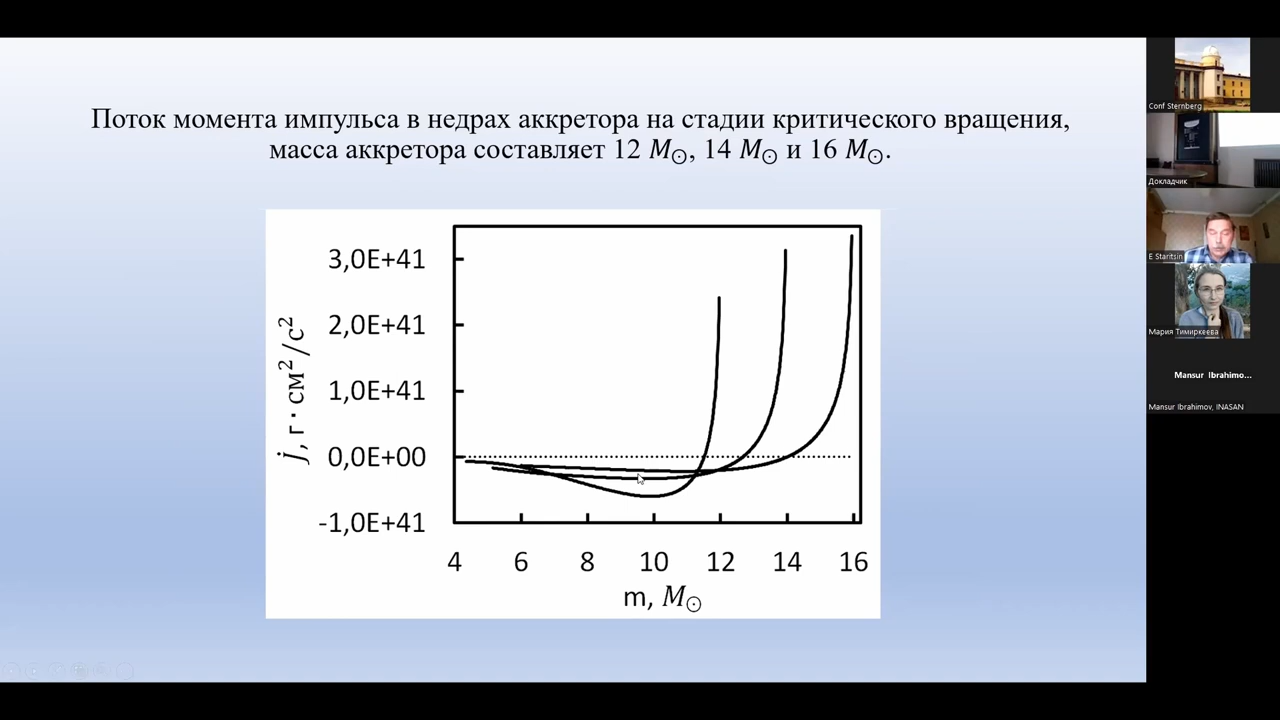 Поток момента импульса в недрах аккретора на стадии критического вращения,
масса аккретора составляет 12 M⊙, 14 M⊙ и 16 M⊙.
3,0E+41
2,0E+41
1,0E+41
0,0E+00
-1,0E+41
j̇, г · см²/с²
4 6 8 10 12 14 16
m, M⊙
Conf Sternberg
Докладчик
E Staritsin
Мария Тимиркеева
Mansur Ibrahimo...
Mansur Ibrahimov, INASAN